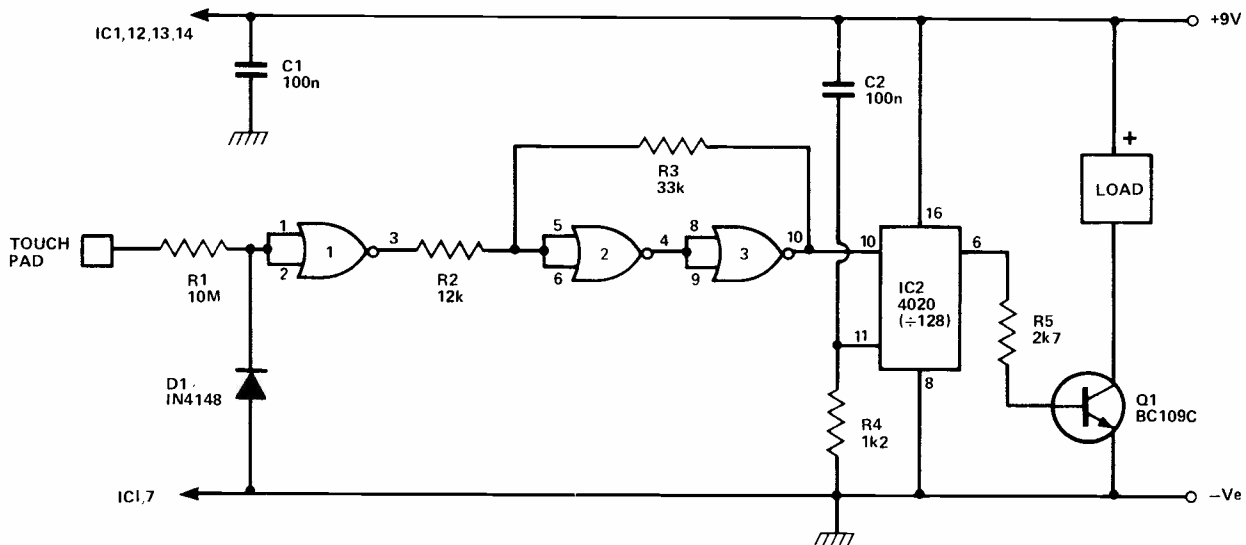 IC1,12,13,14
+9V
C1
100n
C2
100n
R3
33k
+
LOAD
TOUCH
PAD
R1
10M
1
2
1
3
R2
12k
5
6
2
4
8
9
3
10
10
16
6
IC2
4020
(÷128)
11
8
R5
2k7
D1
IN4148
R4
1k2
Q1
BC109C
ICI,7
–Ve